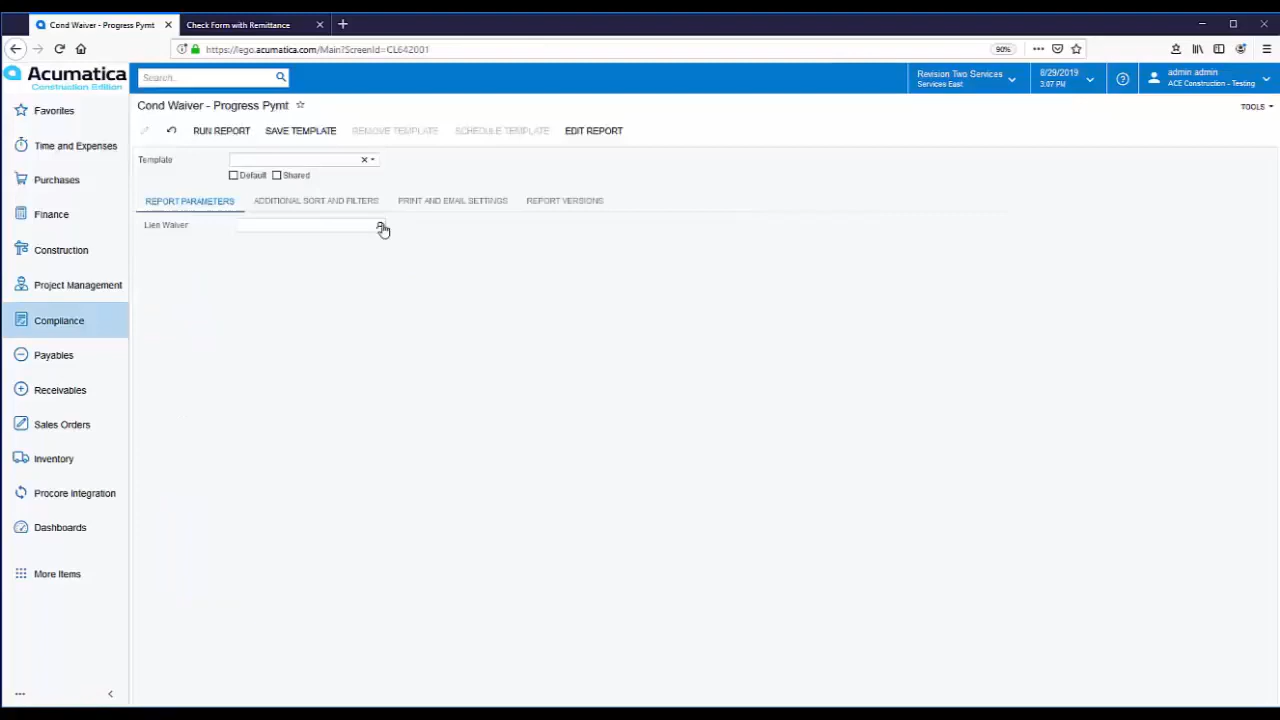 Cond Waiver - Progress Pymt
Check Form with Remittance
https://lego.acumatica.com/Main?ScreenId=CL642001
90%
Acumatica
Construction Edition
Search...
Revision Two Services
Services East
8/29/2019
3:07 PM
admin admin
ACE Construction - Testing
Favorites
Time and Expenses
Purchases
Finance
Construction
Project Management
Compliance
Payables
Receivables
Sales Orders
Inventory
Procore Integration
Dashboards
More Items
Cond Waiver - Progress Pymt
TOOLS
RUN REPORT SAVE TEMPLATE REMOVE TEMPLATE SCHEDULE TEMPLATE EDIT REPORT
Template
Default Shared
REPORT PARAMETERS ADDITIONAL SORT AND FILTERS PRINT AND EMAIL SETTINGS REPORT VERSIONS
Lien Waiver